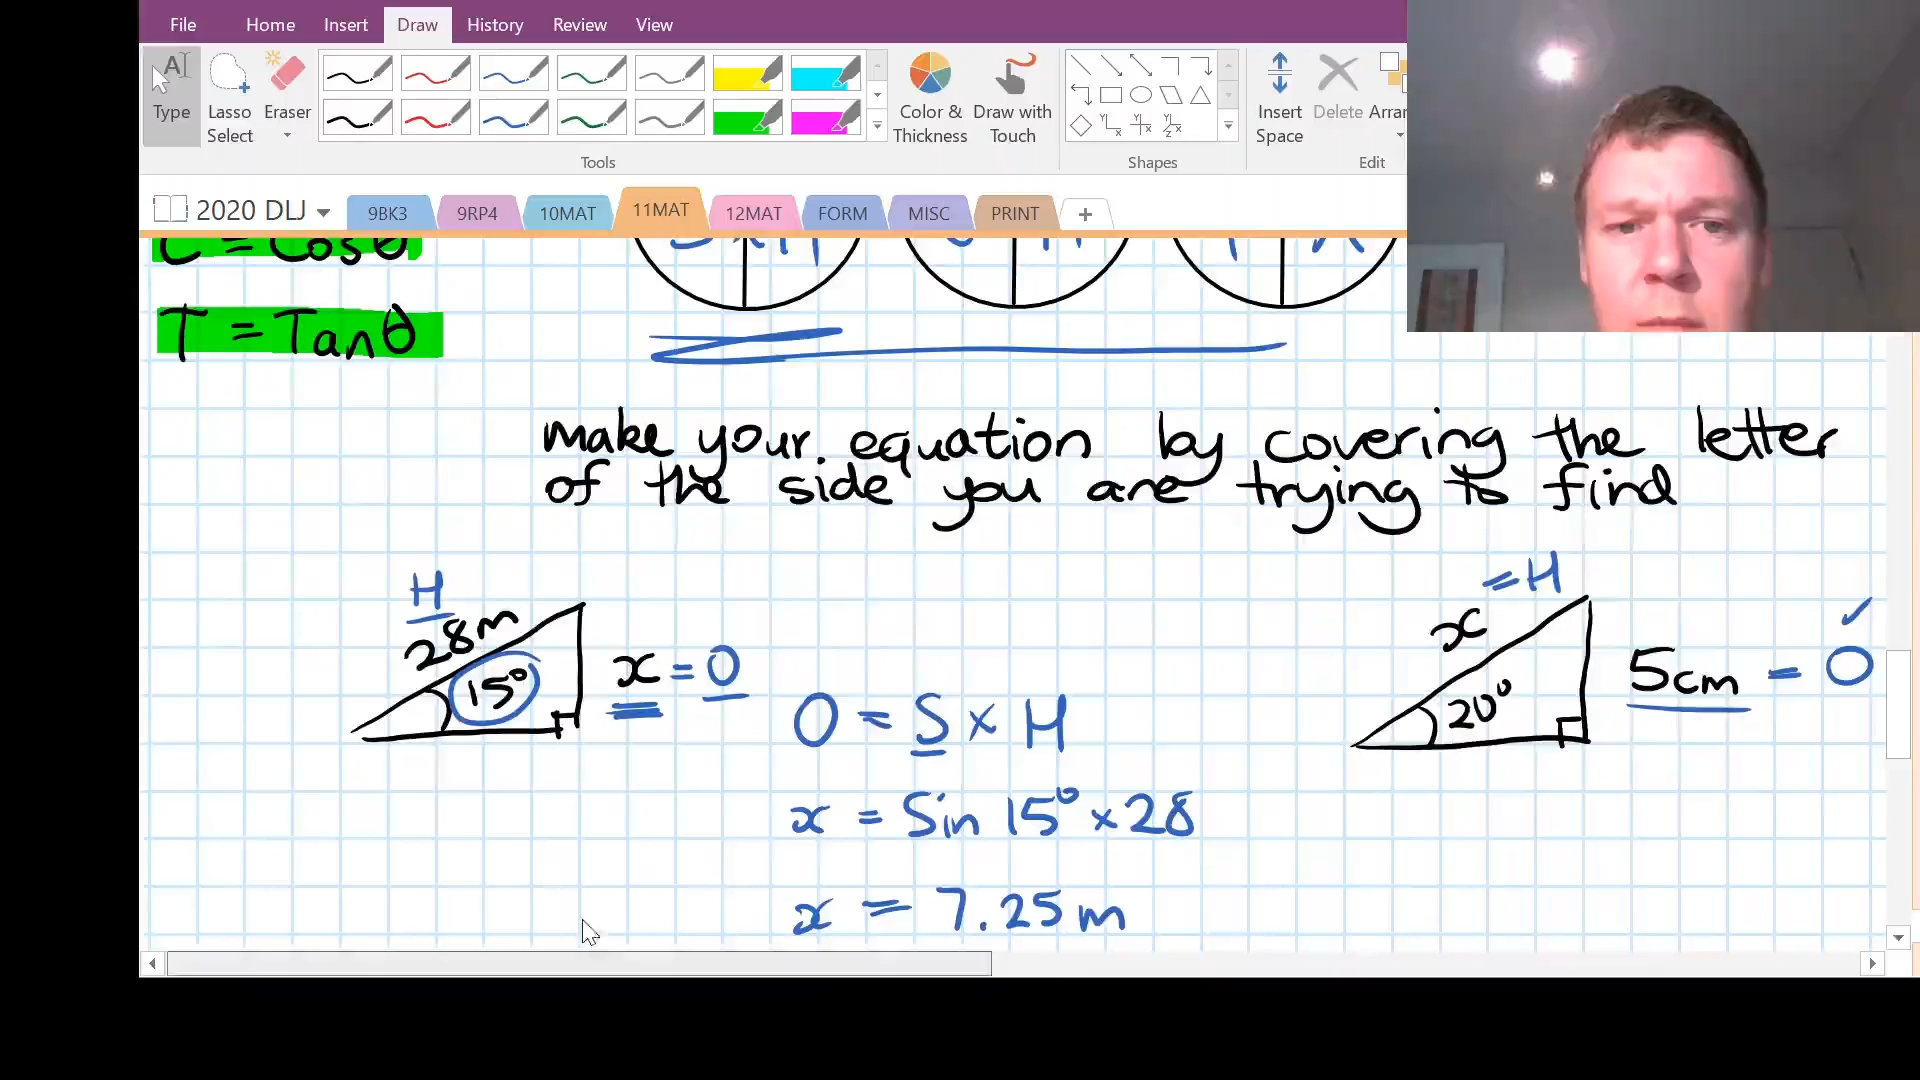 File Home Insert Draw History Review View
Type
Lasso Select
Eraser
Color & Thickness
Draw with Touch
Insert Space
Delete
Tools
Shapes
Edit
2020 DLJ 9BK3 9RP4 10MAT 11MAT 12MAT FORM MISC PRINT +
C = Cosθ
T = Tanθ
make your equation by covering the letter
of the side you are trying to find
H
28m
15°
x = O
O = S × H
x = Sin 15° × 28
x = 7.25m
= H
x
20°
5cm = O